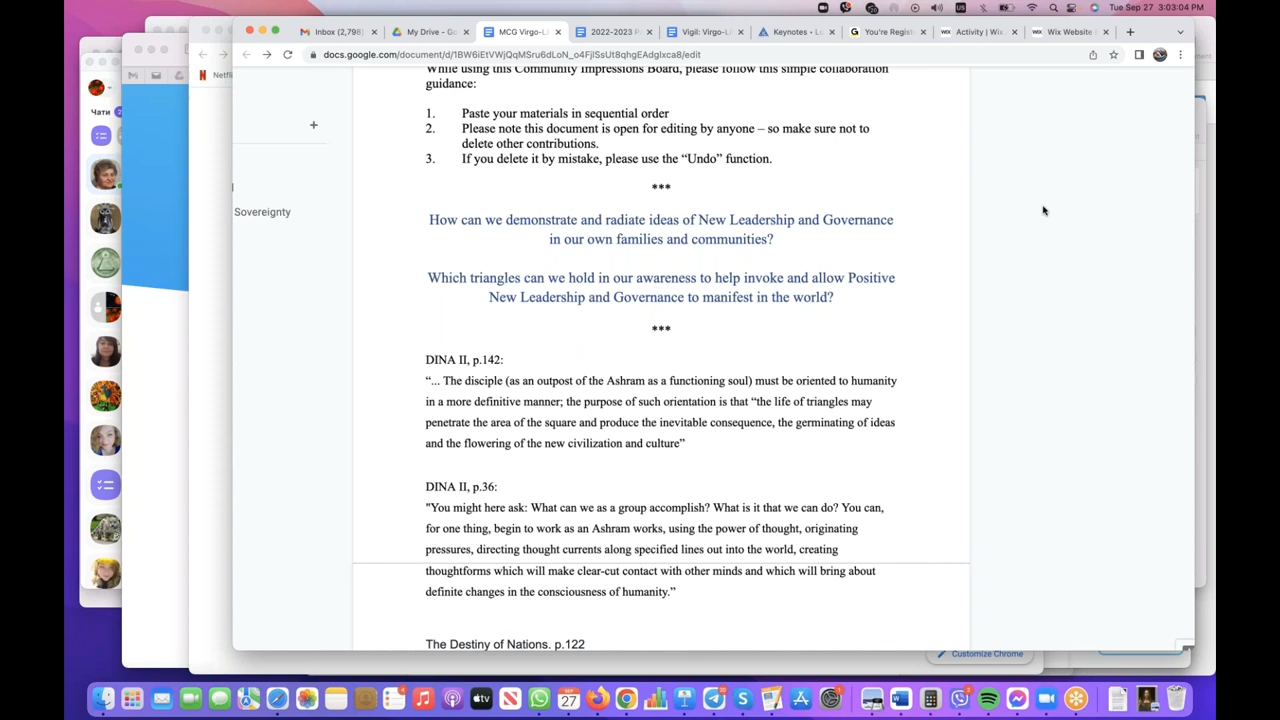 Tue Sep 27 3:03:04 PM
Inbox (2,798)
My Drive - Go
MCG Virgo-Li
2022-2023 P
Vigil: Virgo-L
Keynotes - L
You're Regist
Activity | Wix
Wix Website
docs.google.com/document/d/1BW6iEtVWjQqMSru6dLoN_o4FjlSsUt8qhgEAdglxca8/edit
Netfli
Чати
Sovereignty
While using this Community Impressions Board, please follow this simple collaboration
guidance:
1. Paste your materials in sequential order
2. Please note this document is open for editing by anyone – so make sure not to
delete other contributions.
3. If you delete it by mistake, please use the “Undo” function.
***
How can we demonstrate and radiate ideas of New Leadership and Governance
in our own families and communities?
Which triangles can we hold in our awareness to help invoke and allow Positive
New Leadership and Governance to manifest in the world?
***
DINA II, p.142:
“... The disciple (as an outpost of the Ashram as a functioning soul) must be oriented to humanity
in a more definitive manner; the purpose of such orientation is that “the life of triangles may
penetrate the area of the square and produce the inevitable consequence, the germinating of ideas
and the flowering of the new civilization and culture”
DINA II, p.36:
"You might here ask: What can we as a group accomplish? What is it that we can do? You can,
for one thing, begin to work as an Ashram works, using the power of thought, originating
pressures, directing thought currents along specified lines out into the world, creating
thoughtforms which will make clear-cut contact with other minds and which will bring about
definite changes in the consciousness of humanity.”
The Destiny of Nations. p.122
Customize Chrome
SEP
27